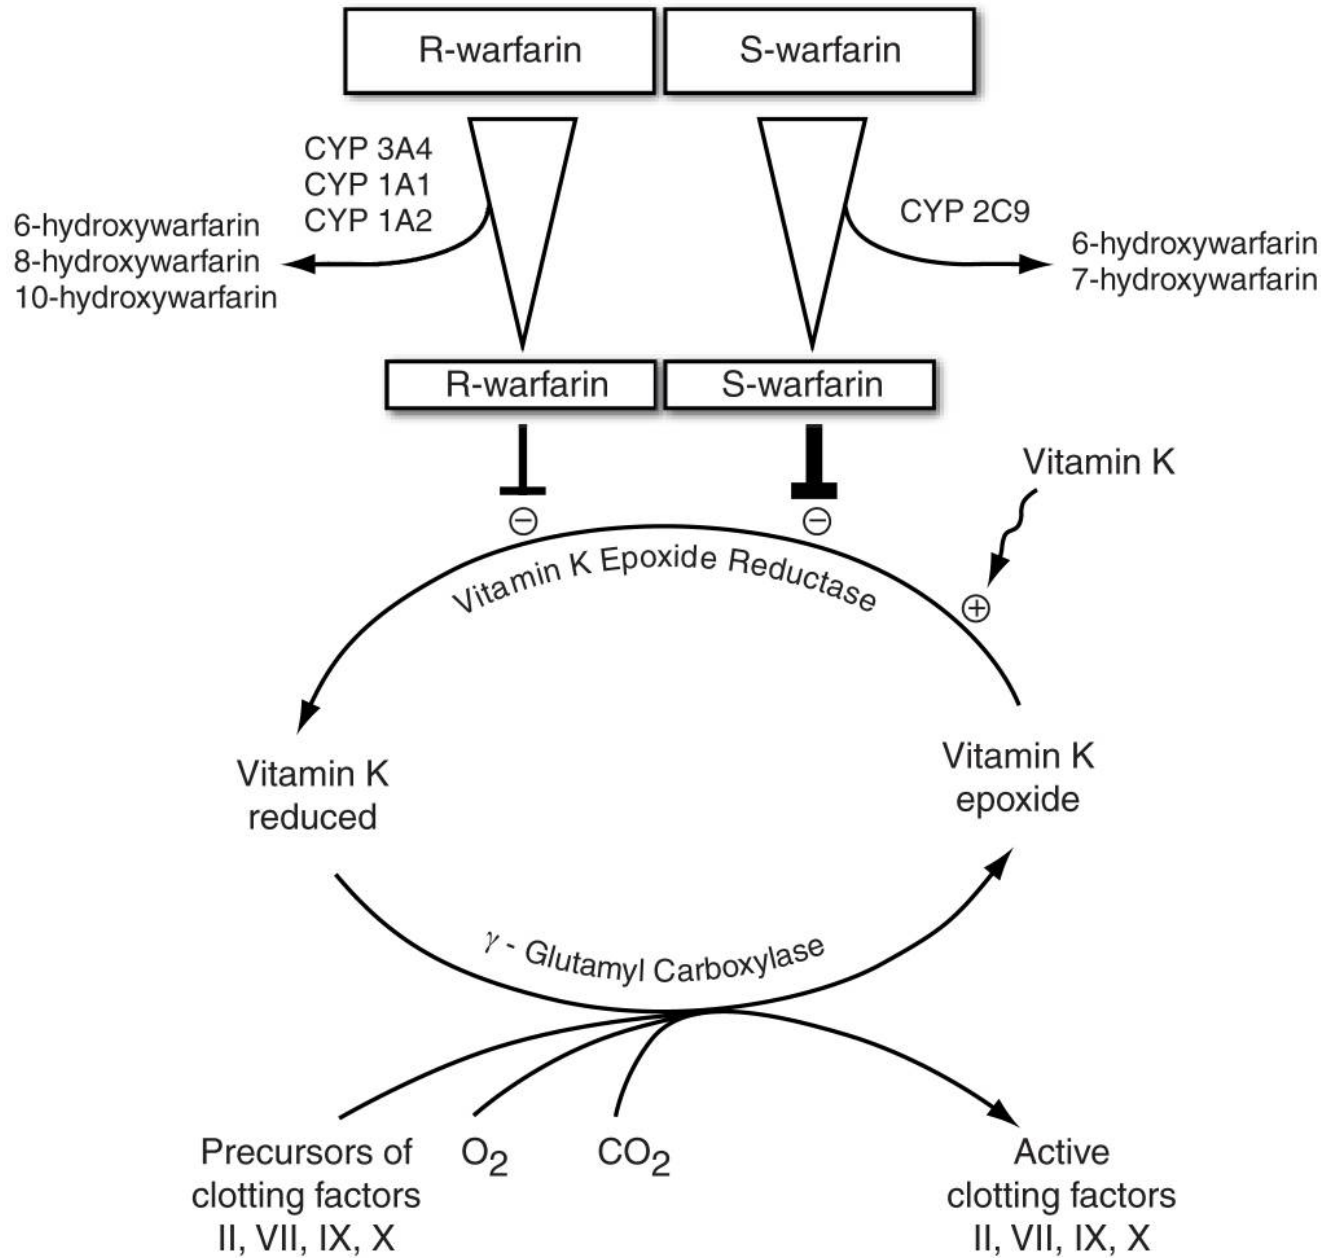 R-warfarin
S-warfarin
CYP 3A4
CYP 1A1
CYP 1A2
CYP 2C9
6-hydroxywarfarin
8-hydroxywarfarin
10-hydroxywarfarin
6-hydroxywarfarin
7-hydroxywarfarin
R-warfarin
S-warfarin
Vitamin K
⊖
⊖
Vitamin K Epoxide Reductase
⊕
Vitamin K
reduced
Vitamin K
epoxide
γ - Glutamyl Carboxylase
Precursors of
clotting factors
II, VII, IX, X
O₂
CO₂
Active
clotting factors
II, VII, IX, X